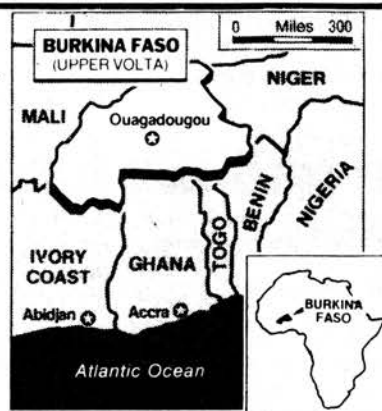 BURKINA FASO
(UPPER VOLTA)
0 Miles 300
NIGER
MALI
Ouagadougou
BENIN
NIGERIA
TOGO
IVORY
COAST
GHANA
Abidjan
Accra
BURKINA
FASO
Atlantic Ocean